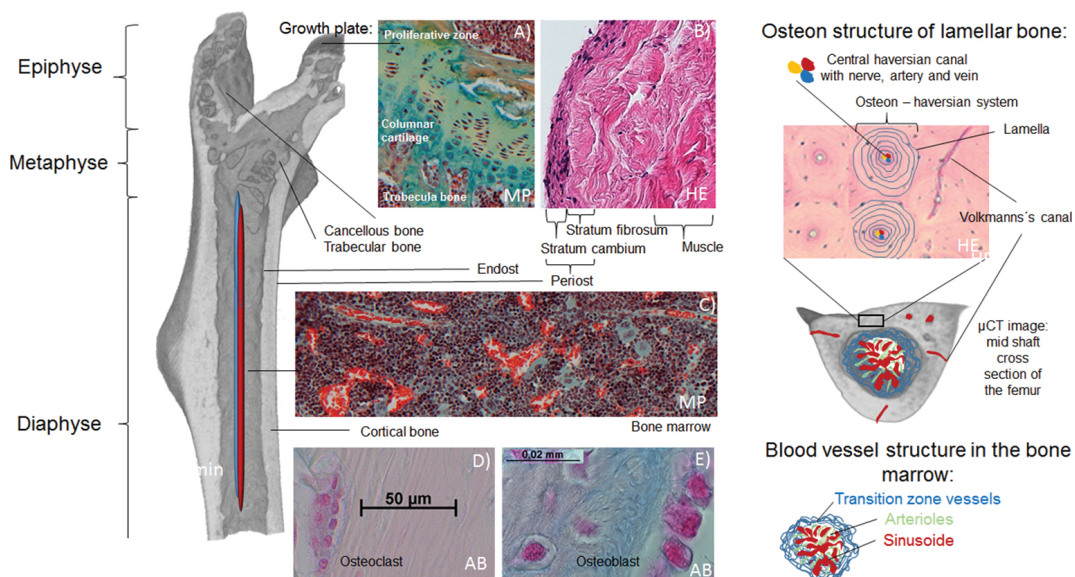 Epiphyse
Metaphyse
Diaphyse
Growth plate:
Proliferative zone
A)
Columnar
cartilage
Trabecula bone
MP
B)
HE
Stratum fibrosum
Stratum cambium
Muscle
Periost
Cancellous bone
Trabecular bone
Endost
C)
MP
Bone marrow
Cortical bone
min
D)
50 µm
Osteoclast
AB
0,02 mm
E)
Osteoblast
AB
Osteon structure of lamellar bone:
Central haversian canal
with nerve, artery and vein
Osteon – haversian system
Lamella
Volkmanns´s canal
HE
µCT image:
mid shaft
cross
section of
the femur
Blood vessel structure in the bone
marrow:
Transition zone vessels
Arterioles
Sinusoide